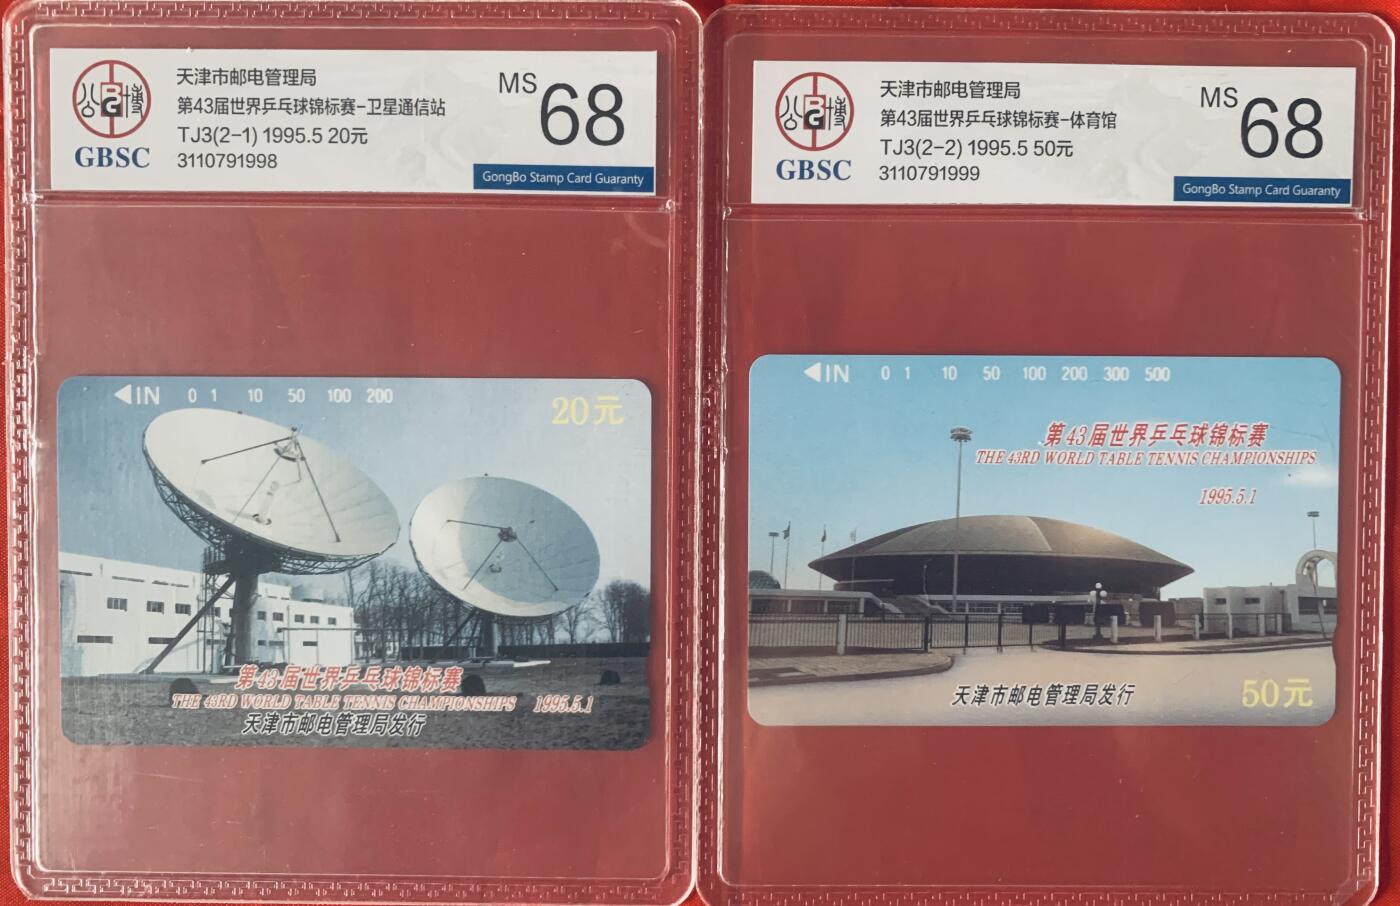 公博
BG
GBSC
天津市邮电管理局
第43届世界乒乓球锦标赛-卫星通信站
TJ3(2-1) 1995.5 20元
3110791998
MS 68
GongBo Stamp Card Guaranty
IN 0 1 10 50 100 200
20元
第43届世界乒乓球锦标赛
THE 43RD WORLD TABLE TENNIS CHAMPIONSHIPS 1995.5.1
天津市邮电管理局发行
公博
BG
GBSC
天津市邮电管理局
第43届世界乒乓球锦标赛-体育馆
TJ3(2-2) 1995.5 50元
3110791999
MS 68
GongBo Stamp Card Guaranty
IN 0 1 10 50 100 200 300 500
第43届世界乒乓球锦标赛
THE 43RD WORLD TABLE TENNIS CHAMPIONSHIPS
1995.5.1
天津市邮电管理局发行
50元